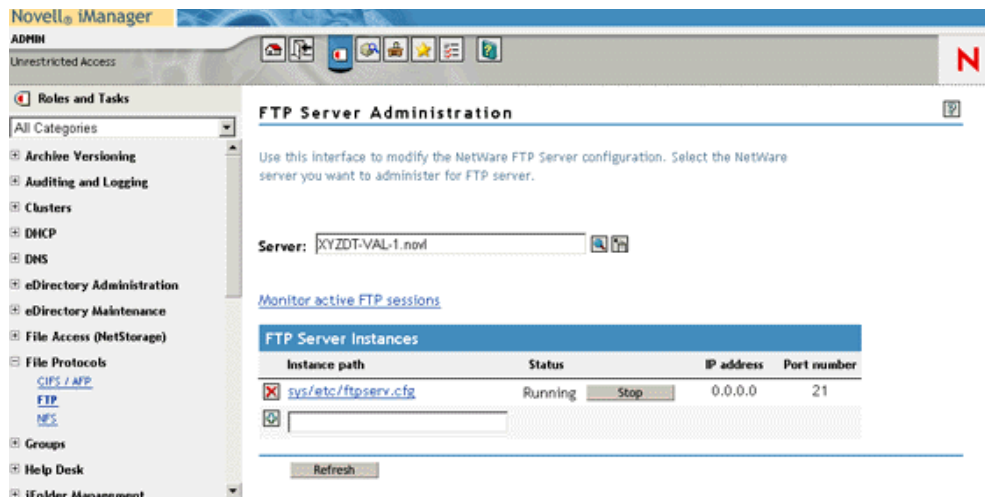 Novell® iManager
ADMIN
Unrestricted Access
N
Roles and Tasks
All Categories
Archive Versioning
Auditing and Logging
Clusters
DHCP
DNS
eDirectory Administration
eDirectory Maintenance
File Access (NetStorage)
File Protocols
CIFS / AFP
FTP
NFS
Groups
Help Desk
iFolder Management
FTP Server Administration
Use this interface to modify the NetWare FTP Server configuration. Select the NetWare
server you want to administer for FTP server.
Server: XYZDT-VAL-1.novl
Monitor active FTP sessions
FTP Server Instances
Instance path Status IP address Port number
sys/etc/ftpserv.cfg Running Stop 0.0.0.0 21
Refresh